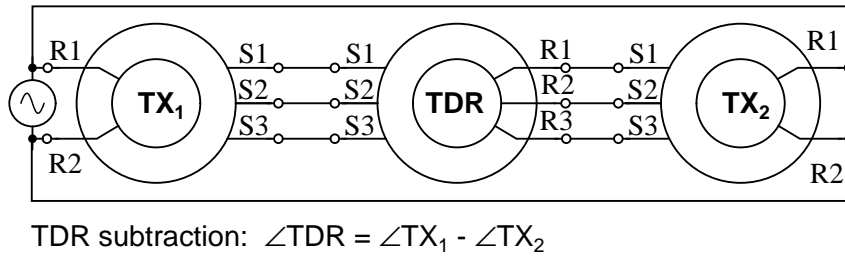 R1 S1 S1 R1 S1 R1
TX₁ S2 S2 TDR R2 S2 TX₂
R2 S3 S3 R3 S3 R2
TDR subtraction: ∠TDR = ∠TX₁ - ∠TX₂